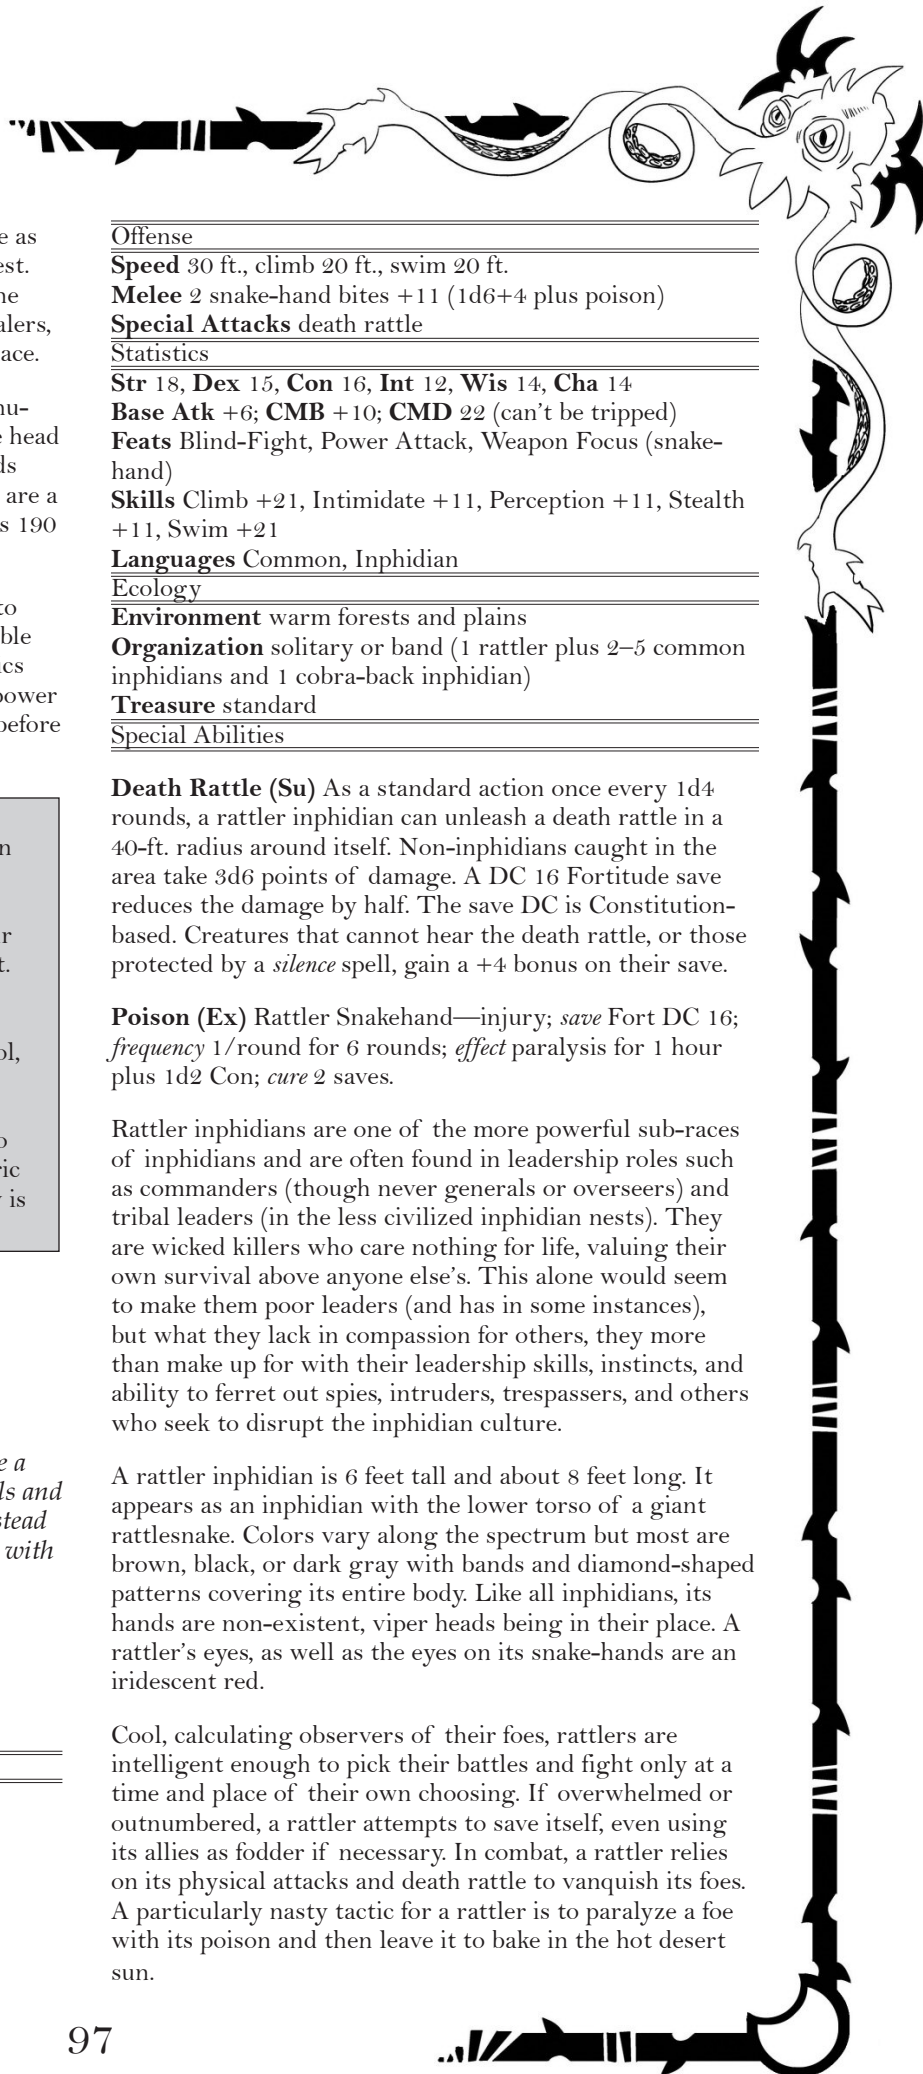 e as
est.
ne
alers,
ace.
nu-
e head
ds
are a
s 190
to
ble
ics
power
before
n
r
t.
ol,
o
ric
is
e a
ls and
stead
with
Offense
Speed 30 ft., climb 20 ft., swim 20 ft.
Melee 2 snake-hand bites +11 (1d6+4 plus poison)
Special Attacks death rattle
Statistics
Str 18, Dex 15, Con 16, Int 12, Wis 14, Cha 14
Base Atk +6; CMB +10; CMD 22 (can't be tripped)
Feats Blind-Fight, Power Attack, Weapon Focus (snake-
hand)
Skills Climb +21, Intimidate +11, Perception +11, Stealth
+11, Swim +21
Languages Common, Inphidian
Ecology
Environment warm forests and plains
Organization solitary or band (1 rattler plus 2–5 common
inphidians and 1 cobra-back inphidian)
Treasure standard
Special Abilities
Death Rattle (Su) As a standard action once every 1d4
rounds, a rattler inphidian can unleash a death rattle in a
40-ft. radius around itself. Non-inphidians caught in the
area take 3d6 points of damage. A DC 16 Fortitude save
reduces the damage by half. The save DC is Constitution-
based. Creatures that cannot hear the death rattle, or those
protected by a silence spell, gain a +4 bonus on their save.
Poison (Ex) Rattler Snakehand—injury; save Fort DC 16;
frequency 1/round for 6 rounds; effect paralysis for 1 hour
plus 1d2 Con; cure 2 saves.
Rattler inphidians are one of the more powerful sub-races
of inphidians and are often found in leadership roles such
as commanders (though never generals or overseers) and
tribal leaders (in the less civilized inphidian nests). They
are wicked killers who care nothing for life, valuing their
own survival above anyone else's. This alone would seem
to make them poor leaders (and has in some instances),
but what they lack in compassion for others, they more
than make up for with their leadership skills, instincts, and
ability to ferret out spies, intruders, trespassers, and others
who seek to disrupt the inphidian culture.
A rattler inphidian is 6 feet tall and about 8 feet long. It
appears as an inphidian with the lower torso of a giant
rattlesnake. Colors vary along the spectrum but most are
brown, black, or dark gray with bands and diamond-shaped
patterns covering its entire body. Like all inphidians, its
hands are non-existent, viper heads being in their place. A
rattler's eyes, as well as the eyes on its snake-hands are an
iridescent red.
Cool, calculating observers of their foes, rattlers are
intelligent enough to pick their battles and fight only at a
time and place of their own choosing. If overwhelmed or
outnumbered, a rattler attempts to save itself, even using
its allies as fodder if necessary. In combat, a rattler relies
on its physical attacks and death rattle to vanquish its foes.
A particularly nasty tactic for a rattler is to paralyze a foe
with its poison and then leave it to bake in the hot desert
sun.
97